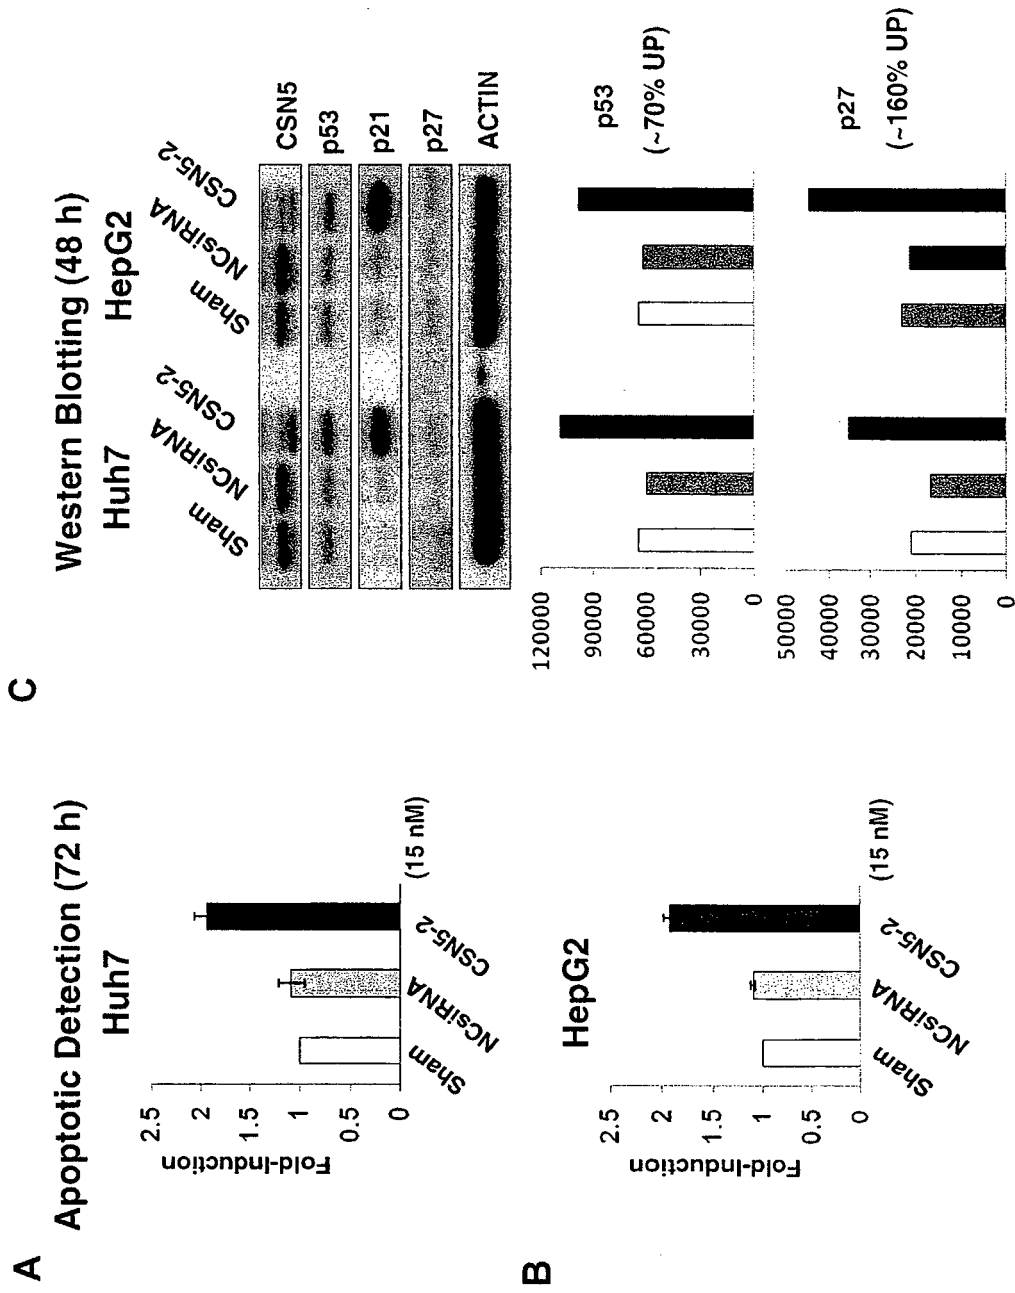 A
Apoptotic Detection (72 h)
Huh7
Fold-Induction
2.5
2
1.5
1
0.5
0
Sham
NCsiRNA
CSN5-2
(15 nM)
B
HepG2
Fold-Induction
2.5
2
1.5
1
0.5
0
Sham
NCsiRNA
CSN5-2
(15 nM)
C
Western Blotting (48 h)
Huh7
HepG2
Sham
NCsiRNA
CSN5-2
Sham
NCsiRNA
CSN5-2
CSN5
p53
p21
p27
ACTIN
120000
90000
60000
30000
0
p53
(~70% UP)
50000
40000
30000
20000
10000
0
p27
(~160% UP)